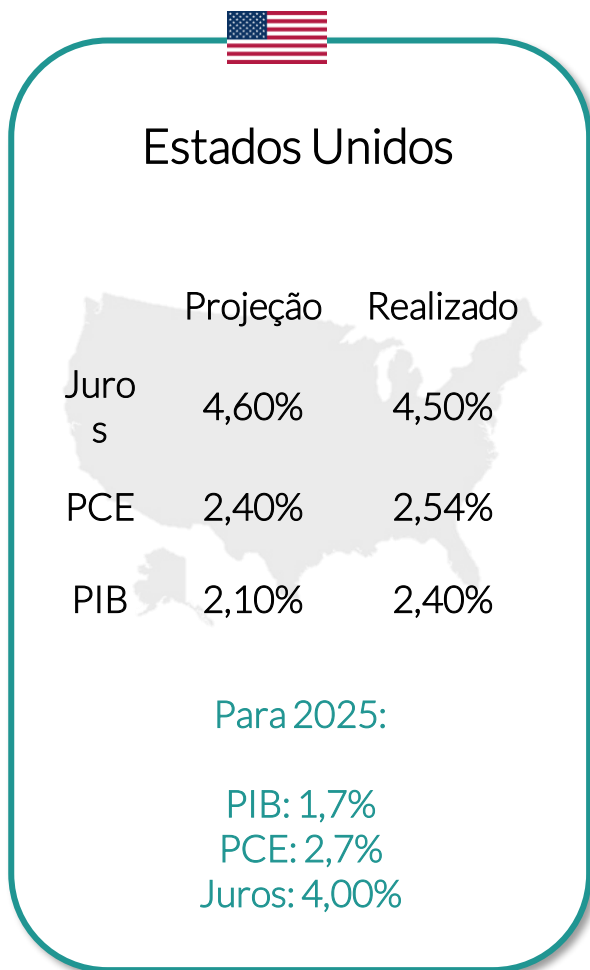 Estados Unidos
Projeção Realizado
Juro
s 4,60% 4,50%
PCE 2,40% 2,54%
PIB 2,10% 2,40%
Para 2025:
PIB: 1,7%
PCE: 2,7%
Juros: 4,00%